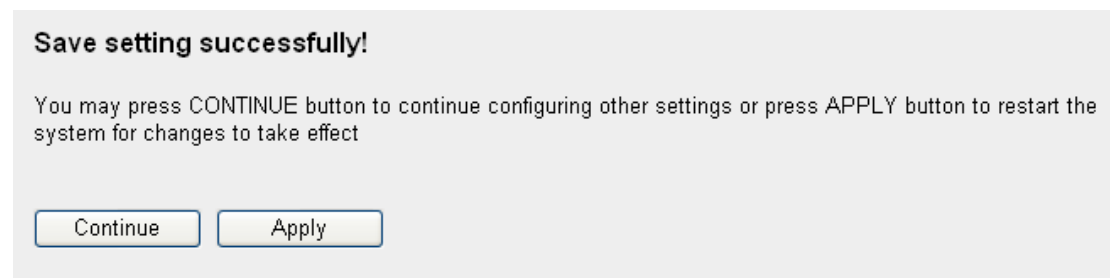 Save setting successfully!
You may press CONTINUE button to continue configuring other settings or press APPLY button to restart the
system for changes to take effect
Continue
Apply